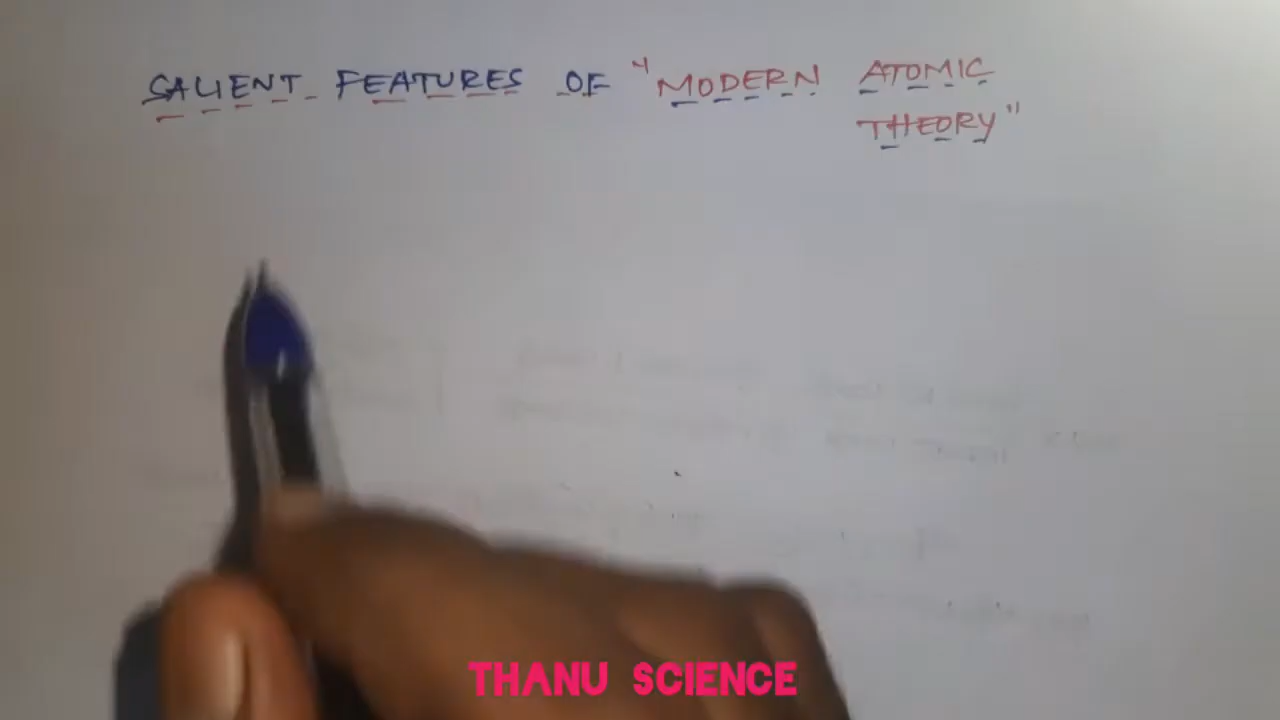 SALIENT FEATURES OF "MODERN ATOMIC
THEORY"
THANU SCIENCE